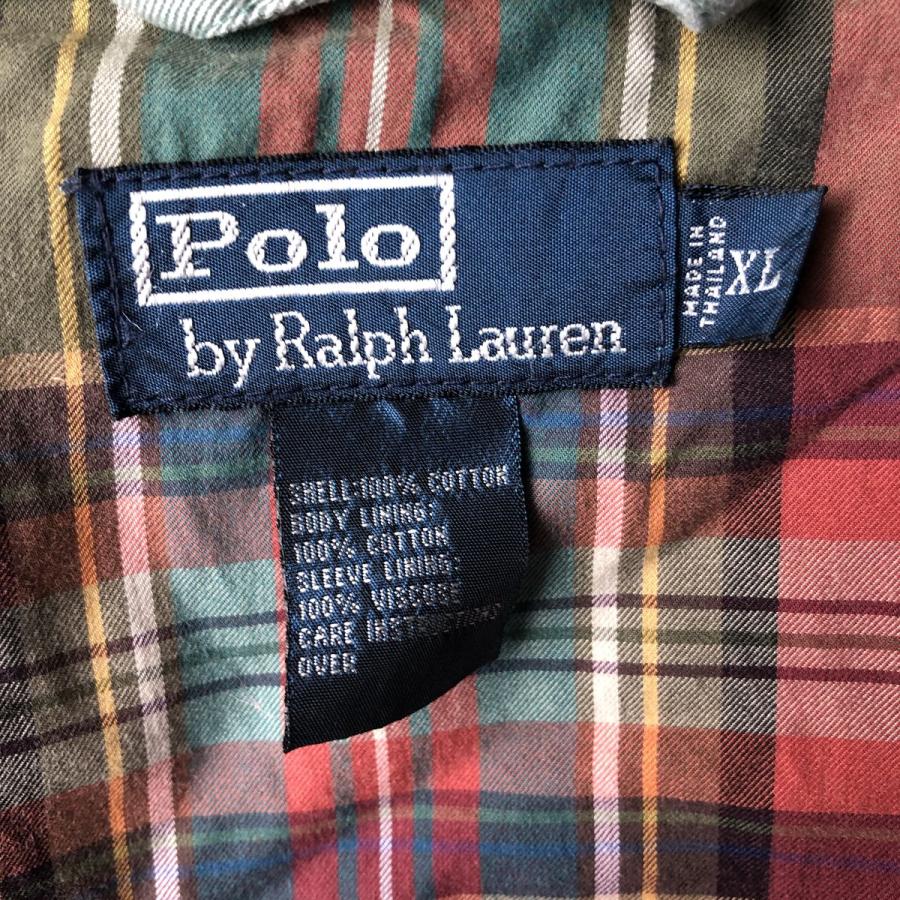 Polo
by Ralph Lauren
MADE IN
THAILAND
XL
SHELL:100% COTTON
BODY LINING:
100% COTTON
SLEEVE LINING:
100% VISCOSE
CARE INSTRUCTIONS
OVER